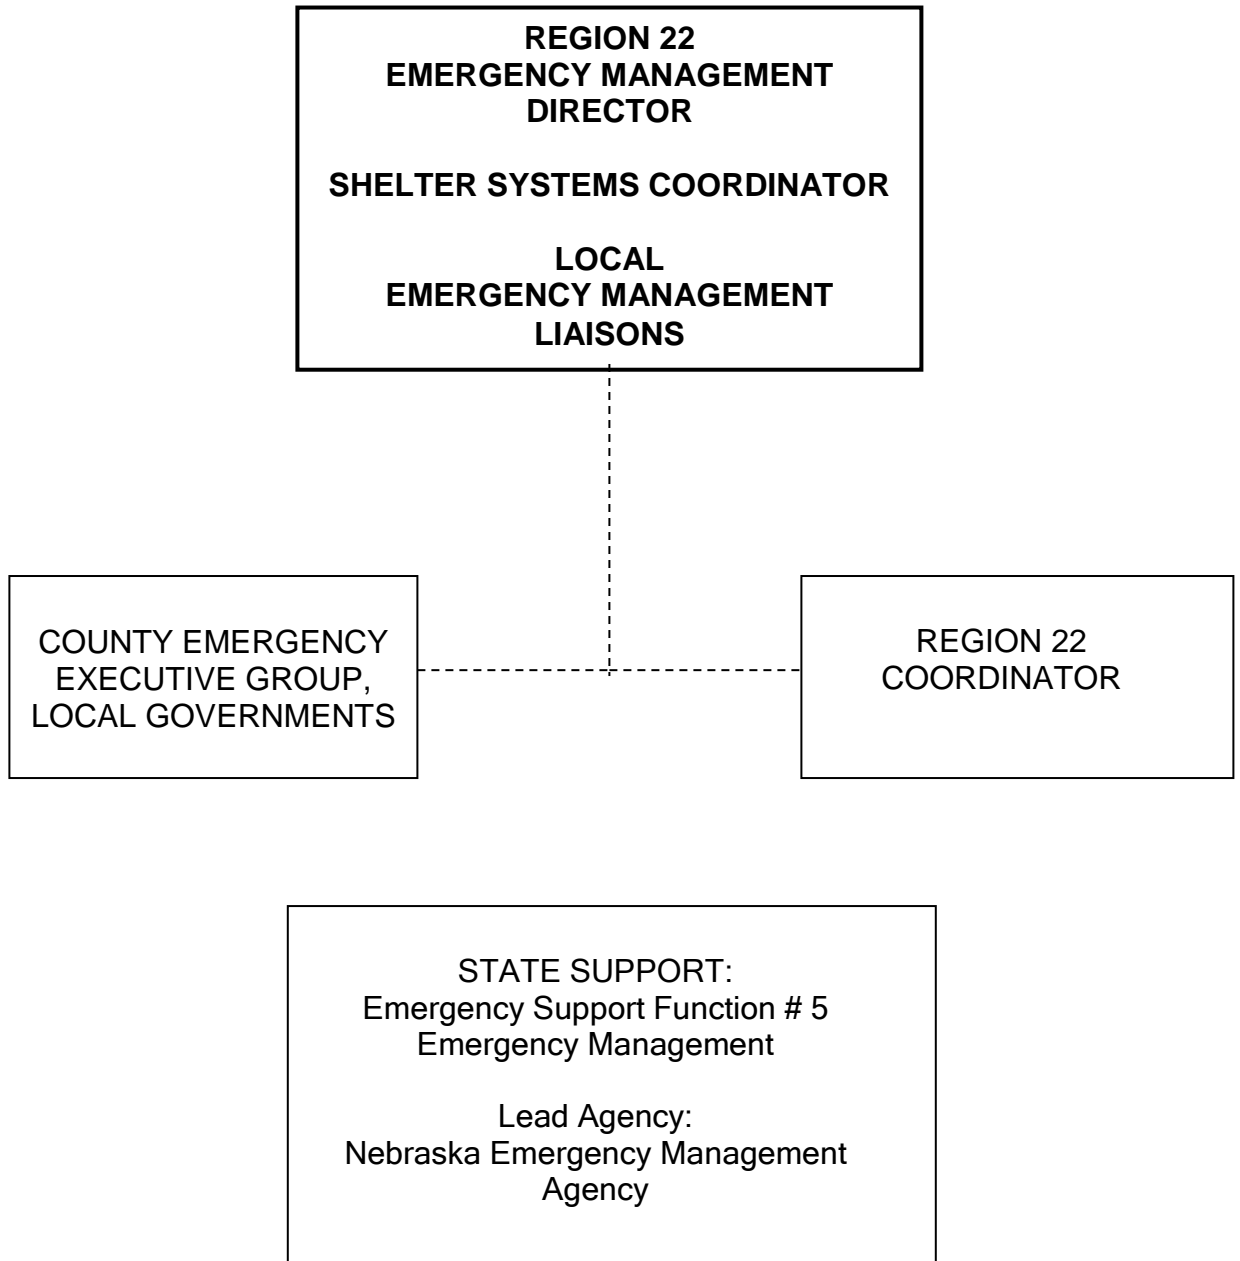 REGION 22
EMERGENCY MANAGEMENT
DIRECTOR
SHELTER SYSTEMS COORDINATOR
LOCAL
EMERGENCY MANAGEMENT
LIAISONS
COUNTY EMERGENCY
EXECUTIVE GROUP,
LOCAL GOVERNMENTS
REGION 22
COORDINATOR
STATE SUPPORT:
Emergency Support Function # 5
Emergency Management
Lead Agency:
Nebraska Emergency Management
Agency